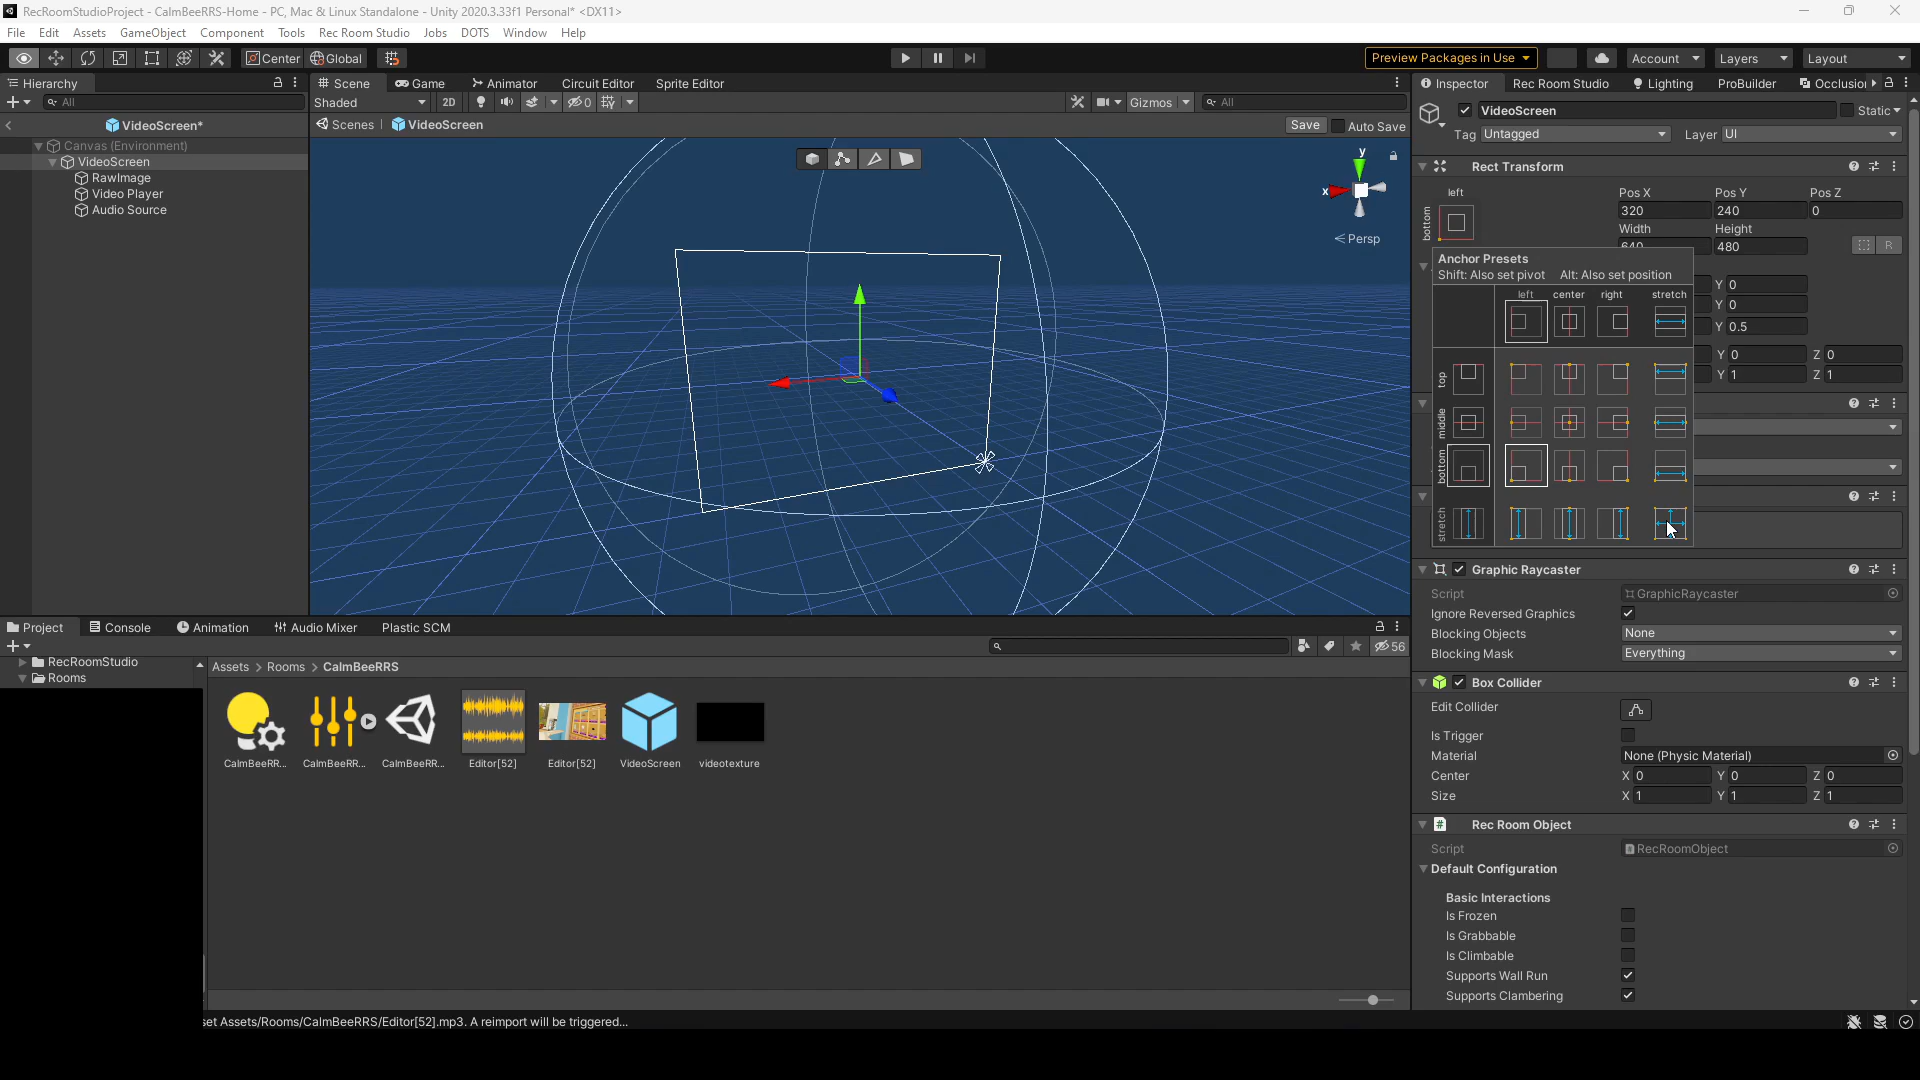 RecRoomStudioProject - CalmBeeRRS-Home - PC, Mac & Linux Standalone - Unity 2020.3.33f1 Personal* <DX11>
File Edit Assets GameObject Component Tools Rec Room Studio Jobs DOTS Window Help
Center Global Preview Packages in Use Account Layers Layout
Hierarchy Scene Game Animator Circuit Editor Sprite Editor Inspector Rec Room Studio Lighting ProBuilder Occlusion
All Shaded 2D 0 Gizmos All VideoScreen Static
VideoScreen* Scenes VideoScreen Save Auto Save Tag Untagged Layer UI
Canvas (Environment)
VideoScreen
RawImage
Video Player
Audio Source
y
x
Persp
Rect Transform
left Pos X Pos Y Pos Z
bottom 320 240 0
Width Height
640 480 R
Anchor Presets
Shift: Also set pivot Alt: Also set position
left center right stretch
top
middle
bottom
stretch
Y 0
Y 0
Y 0.5
Y 0 Z 0
Y 1 Z 1
Graphic Raycaster
Script GraphicRaycaster
Ignore Reversed Graphics
Blocking Objects None
Blocking Mask Everything
Box Collider
Edit Collider
Is Trigger
Material None (Physic Material)
Center X 0 Y 0 Z 0
Size X 1 Y 1 Z 1
Rec Room Object
Script RecRoomObject
Default Configuration
Basic Interactions
Is Frozen
Is Grabbable
Is Climbable
Supports Wall Run
Supports Clambering
Project Console Animation Audio Mixer Plastic SCM
56
RecRoomStudio
Rooms
Assets > Rooms > CalmBeeRRS
CalmBeeRR... CalmBeeRR... CalmBeeRR... Editor[52] Editor[52] VideoScreen videotexture
set Assets/Rooms/CalmBeeRRS/Editor[52].mp3. A reimport will be triggered...